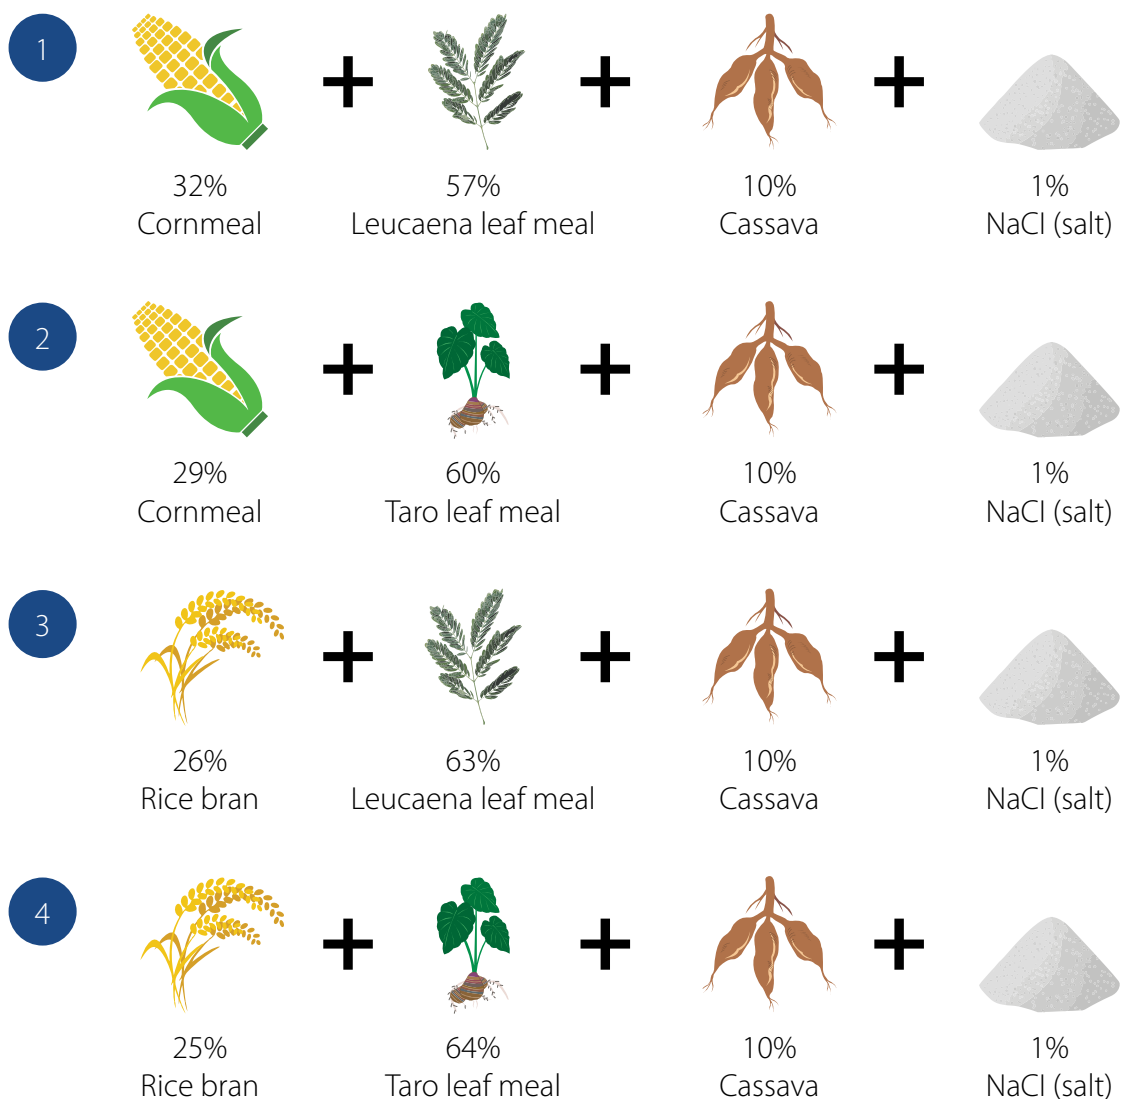 1
32%
Cornmeal
57%
Leucaena leaf meal
10%
Cassava
1%
NaCl (salt)
2
29%
Cornmeal
60%
Taro leaf meal
10%
Cassava
1%
NaCl (salt)
3
26%
Rice bran
63%
Leucaena leaf meal
10%
Cassava
1%
NaCl (salt)
4
25%
Rice bran
64%
Taro leaf meal
10%
Cassava
1%
NaCl (salt)